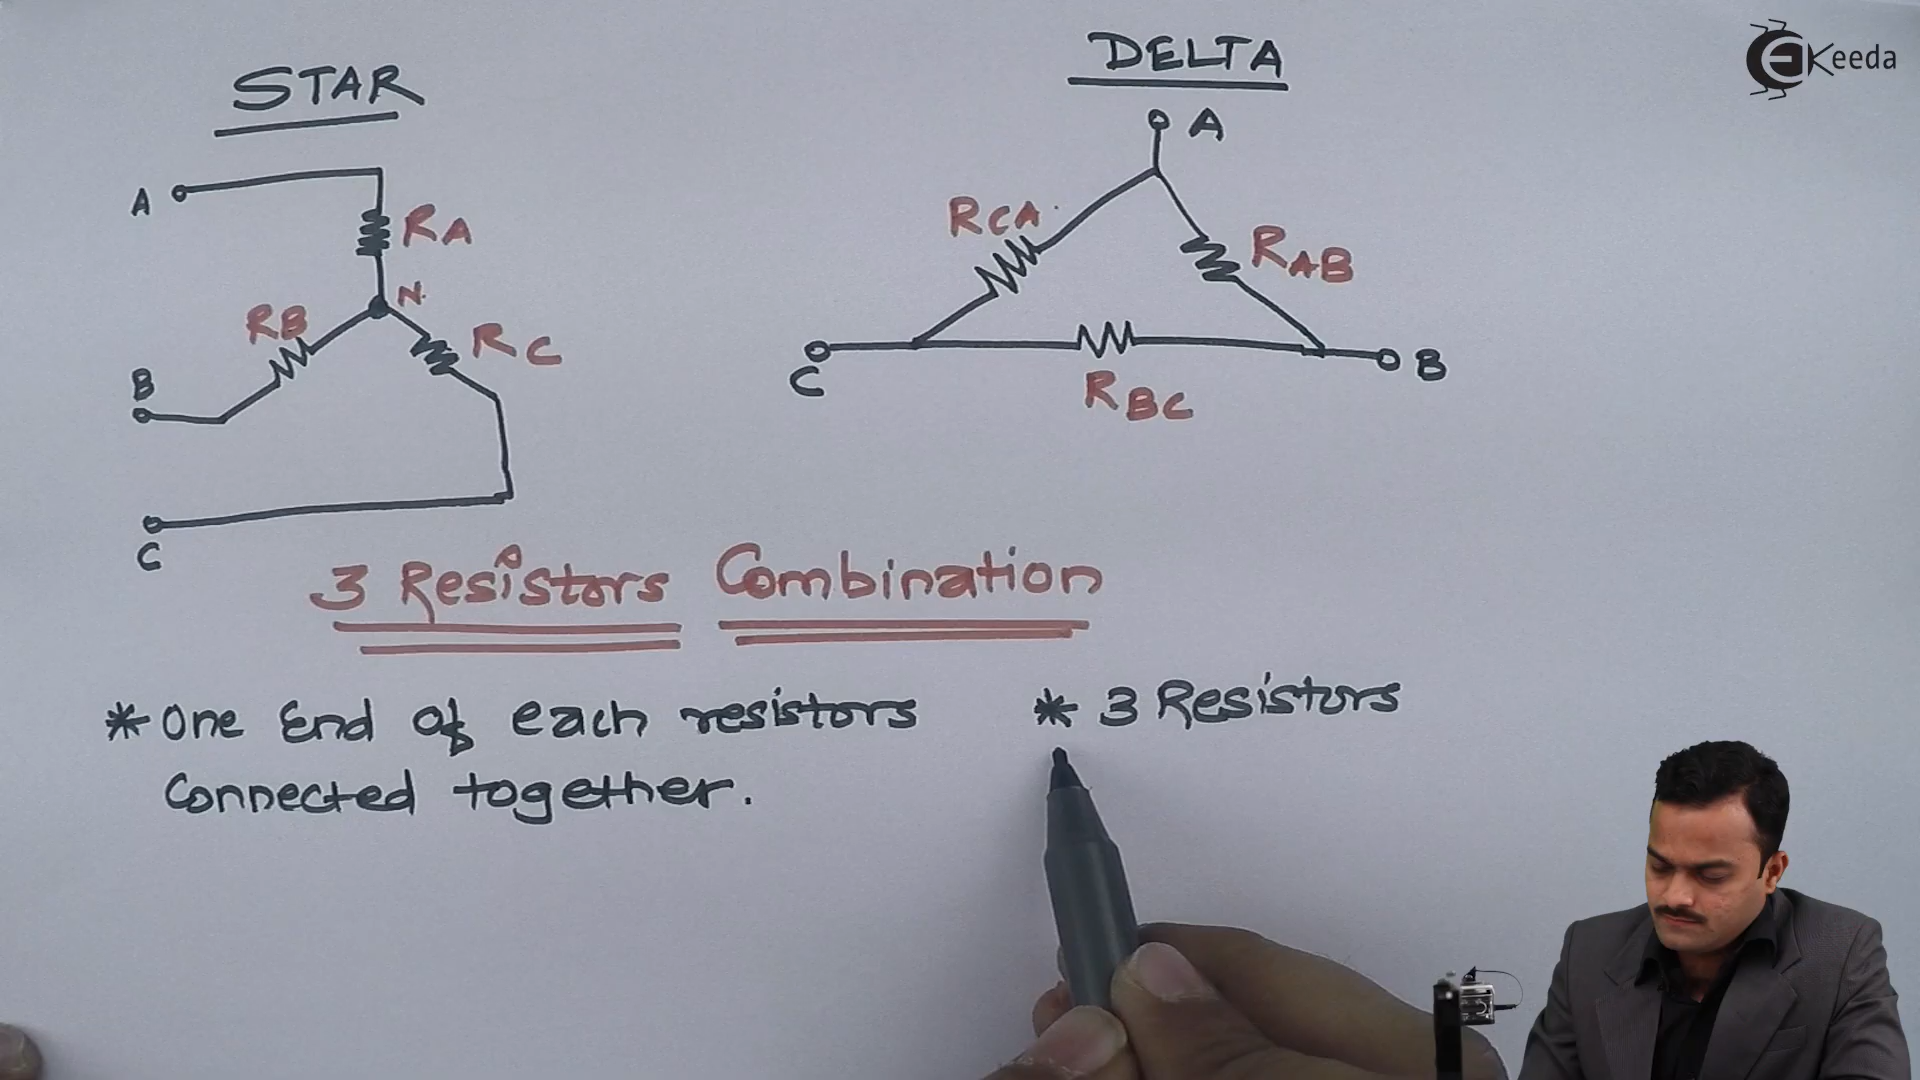 STAR
DELTA
EKeeda
A
RA
N.
RB
RC
B
C
A
RCA
RAB
C
B
RBC
3 Resistors Combination
* One End of each resistors
Connected together.
* 3 Resistors